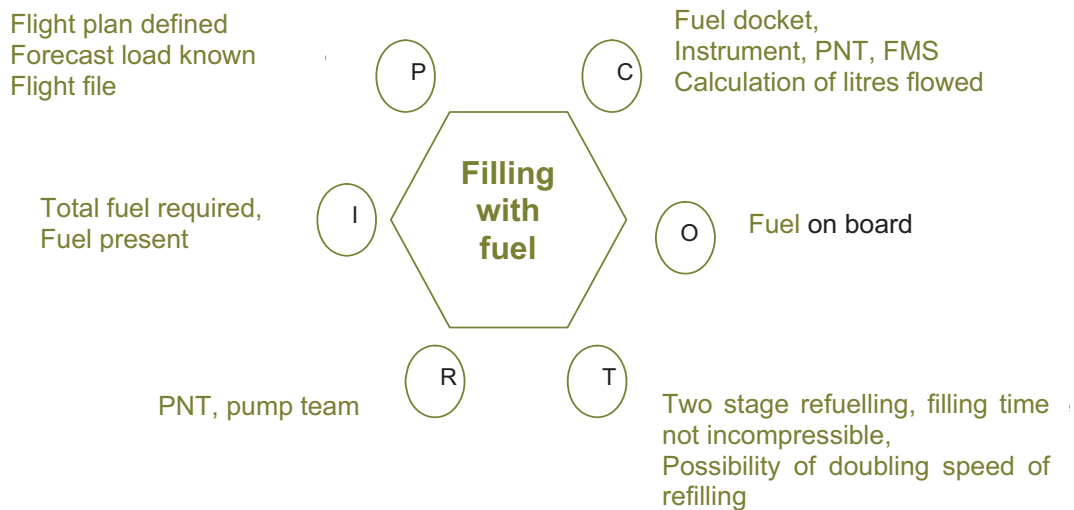 Flight plan defined
Forecast load known
Flight file
P
C
Fuel docket,
Instrument, PNT, FMS
Calculation of litres flowed
Filling
with
fuel
Total fuel required,
Fuel present
I
O
Fuel on board
R
PNT, pump team
T
Two stage refuelling, filling time
not incompressible,
Possibility of doubling speed of
refilling